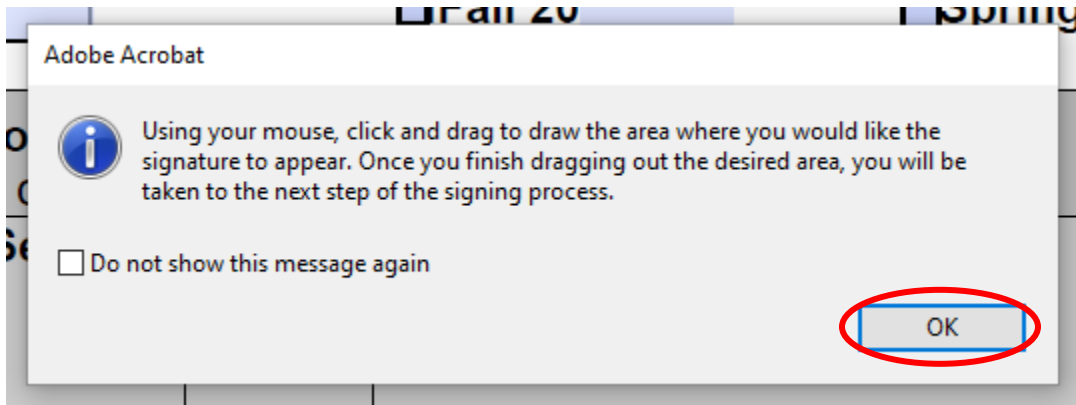 Fall 20
Spring
Adobe Acrobat
Using your mouse, click and drag to draw the area where you would like the
signature to appear. Once you finish dragging out the desired area, you will be
taken to the next step of the signing process.
Do not show this message again
OK